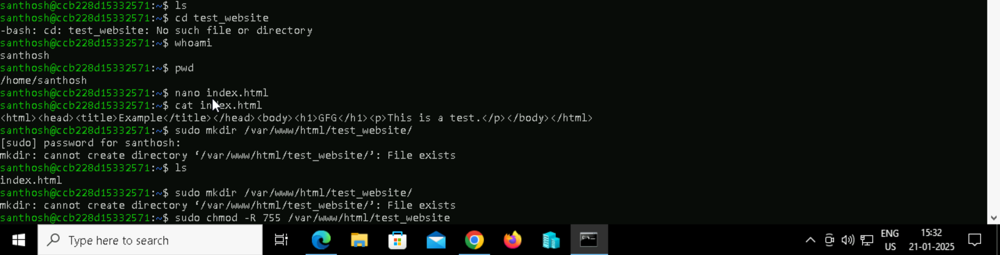 santhosh@ccb228d15332571:~$ ls
santhosh@ccb228d15332571:~$ cd test_website
-bash: cd: test_website: No such file or directory
santhosh@ccb228d15332571:~$ whoami
santhosh
santhosh@ccb228d15332571:~$ pwd
/home/santhosh
santhosh@ccb228d15332571:~$ nano index.html
santhosh@ccb228d15332571:~$ cat index.html
<html><head><title>Example</title></head><body><h1>GFG</h1><p>This is a test.</p></body></html>
santhosh@ccb228d15332571:~$ sudo mkdir /var/www/html/test_website/
[sudo] password for santhosh:
mkdir: cannot create directory ‘/var/www/html/test_website/’: File exists
santhosh@ccb228d15332571:~$ ls
index.html
santhosh@ccb228d15332571:~$ sudo mkdir /var/www/html/test_website/
mkdir: cannot create directory ‘/var/www/html/test_website/’: File exists
santhosh@ccb228d15332571:~$ sudo chmod -R 755 /var/www/html/test_website
Type here to search
ENG
US
15:32
21-01-2025